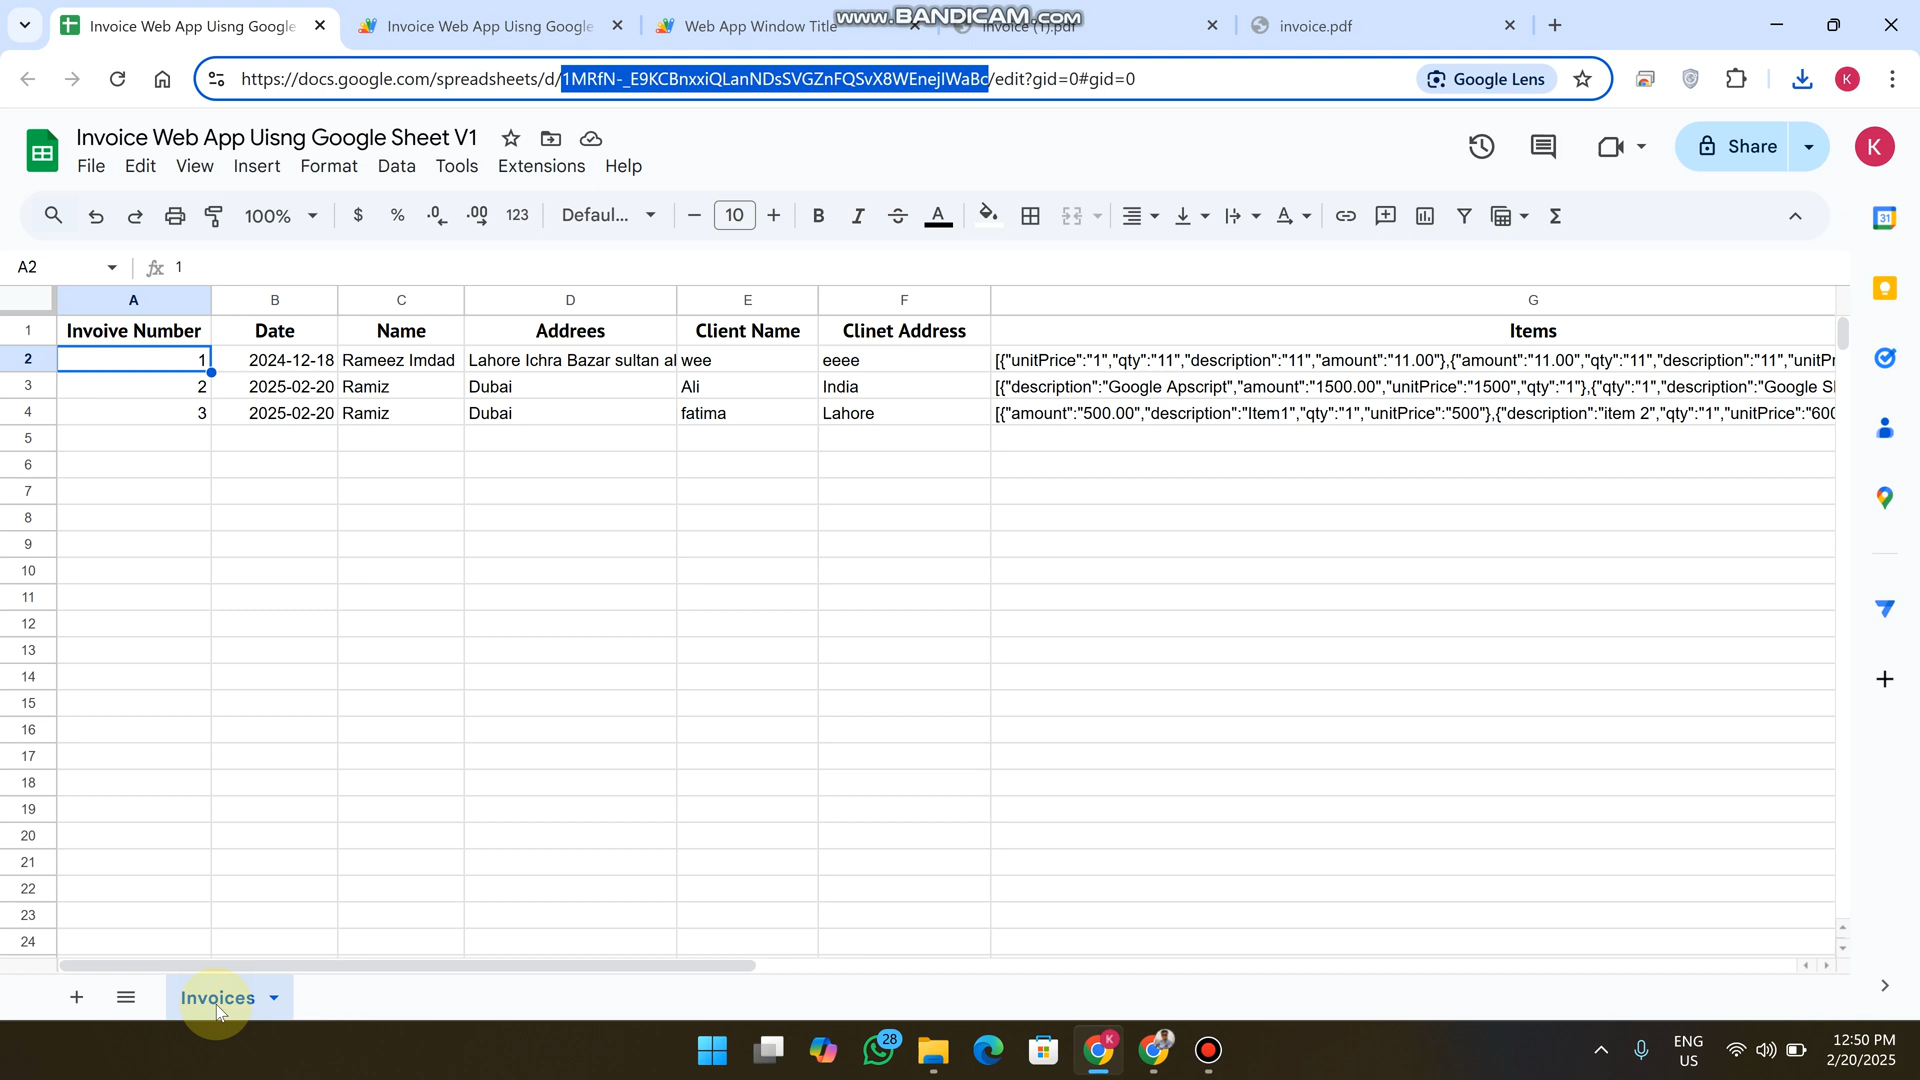 Invoice Web App Uisng Google
Invoice Web App Uisng Google
Web App Window Title
www.BANDICAM.com
invoice (1).pdf
invoice.pdf
https://docs.google.com/spreadsheets/d/1MRfN-_E9KCBnxxiQLanNDsSVGZnFQSvX8WEnejIWaBc/edit?gid=0#gid=0
Google Lens
K
Invoice Web App Uisng Google Sheet V1
File Edit View Insert Format Data Tools Extensions Help
Share
K
100%
$ % .0 .00 123
Defaul...
10
B I A
31
A2
fx 1
A B C D E F G
1 Invoive Number Date Name Addrees Client Name Clinet Address Items
2 1 2024-12-18 Rameez Imdad Lahore Ichra Bazar sultan al wee eeee [{"unitPrice":"1","qty":"11","description":"11","amount":"11.00"},{"amount":"11.00","qty":"11","description":"11","unitPr
3 2 2025-02-20 Ramiz Dubai Ali India [{"description":"Google Apscript","amount":"1500.00","unitPrice":"1500","qty":"1"},{"qty":"1","description":"Google Sl
4 3 2025-02-20 Ramiz Dubai fatima Lahore [{"amount":"500.00","description":"Item1","qty":"1","unitPrice":"500"},{"description":"item 2","qty":"1","unitPrice":"600
5
6
7
8
9
10
11
12
13
14
15
16
17
18
19
20
21
22
23
24
Invoices
28
K
ENG
US
12:50 PM
2/20/2025